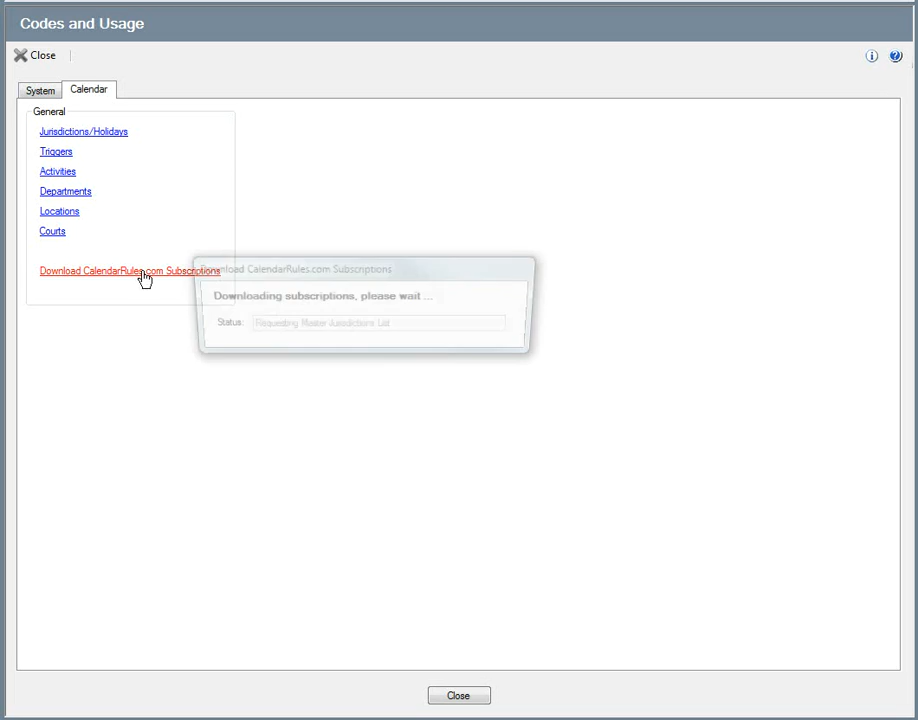 Codes and Usage
Close
System
Calendar
General
Jurisdictions/Holidays
Triggers
Activities
Departments
Locations
Courts
Download CalendarRules.com Subscriptions
Download CalendarRules.com Subscriptions
Downloading subscriptions, please wait ...
Status: Requesting Master Jurisdictions List
Close